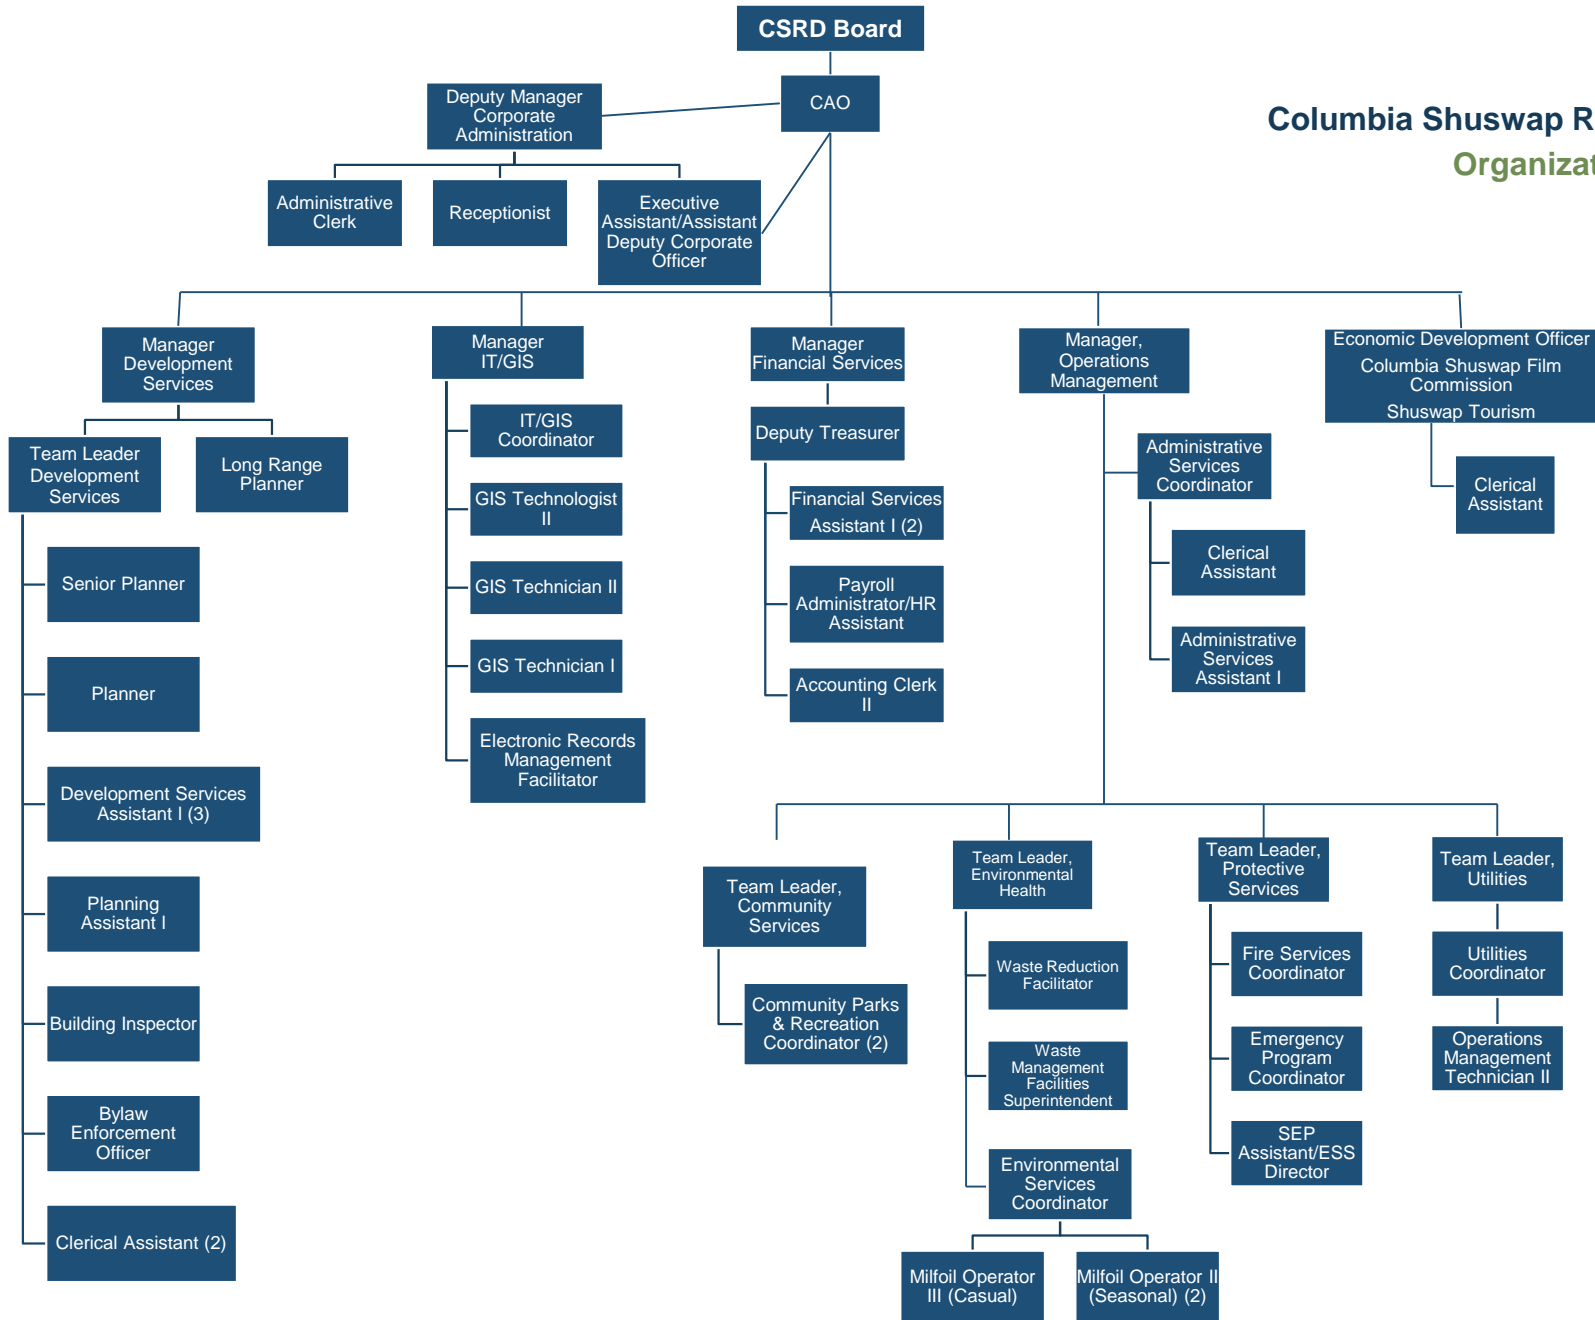 CSRD Board
CAO
Deputy Manager
Corporate
Administration
Columbia Shuswap R
Organizat
Administrative
Clerk
Receptionist
Executive
Assistant/Assistant
Deputy Corporate
Officer
Manager
Development
Services
Manager
IT/GIS
Manager
Financial Services
Manager,
Operations
Management
Economic Development Officer
Columbia Shuswap Film
Commission
Shuswap Tourism
Team Leader
Development
Services
Long Range
Planner
Senior Planner
Planner
Development Services
Assistant I (3)
Planning
Assistant I
Building Inspector
Bylaw
Enforcement
Officer
Clerical Assistant (2)
IT/GIS
Coordinator
GIS Technologist
II
GIS Technician II
GIS Technician I
Electronic Records
Management
Facilitator
Deputy Treasurer
Financial Services
Assistant I (2)
Payroll
Administrator/HR
Assistant
Accounting Clerk
II
Administrative
Services
Coordinator
Clerical
Assistant
Administrative
Services
Assistant I
Clerical
Assistant
Team Leader,
Community
Services
Community Parks
& Recreation
Coordinator (2)
Team Leader,
Environmental
Health
Waste Reduction
Facilitator
Waste
Management
Facilities
Superintendent
Environmental
Services
Coordinator
Milfoil Operator
III (Casual)
Milfoil Operator II
(Seasonal) (2)
Team Leader,
Protective
Services
Fire Services
Coordinator
Emergency
Program
Coordinator
SEP
Assistant/ESS
Director
Team Leader,
Utilities
Utilities
Coordinator
Operations
Management
Technician II